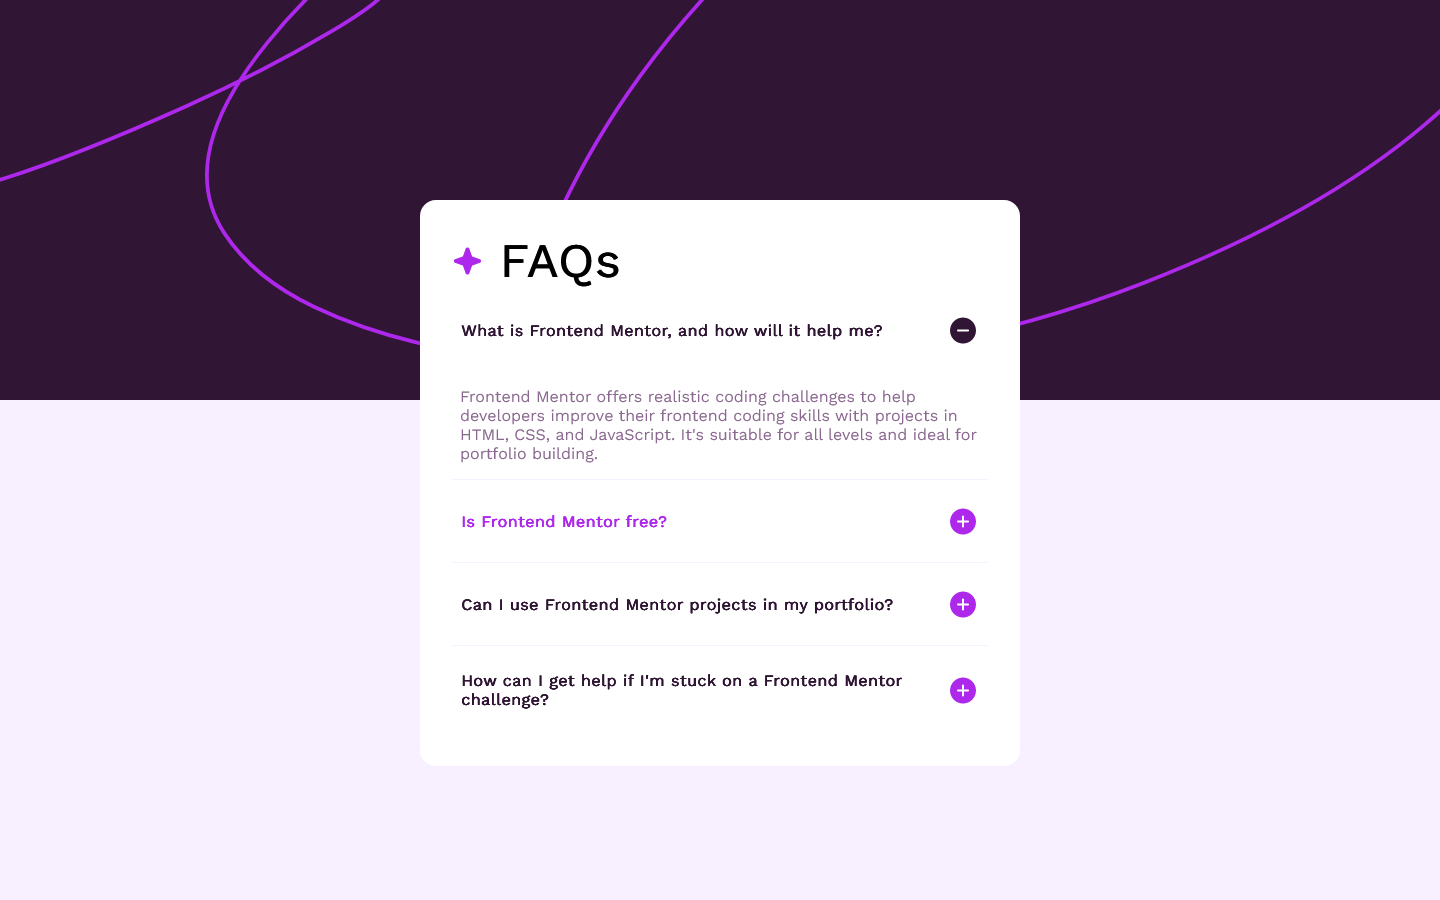 FAQs
What is Frontend Mentor, and how will it help me?
Frontend Mentor offers realistic coding challenges to help
developers improve their frontend coding skills with projects in
HTML, CSS, and JavaScript. It's suitable for all levels and ideal for
portfolio building.
Is Frontend Mentor free?
Can I use Frontend Mentor projects in my portfolio?
How can I get help if I'm stuck on a Frontend Mentor
challenge?